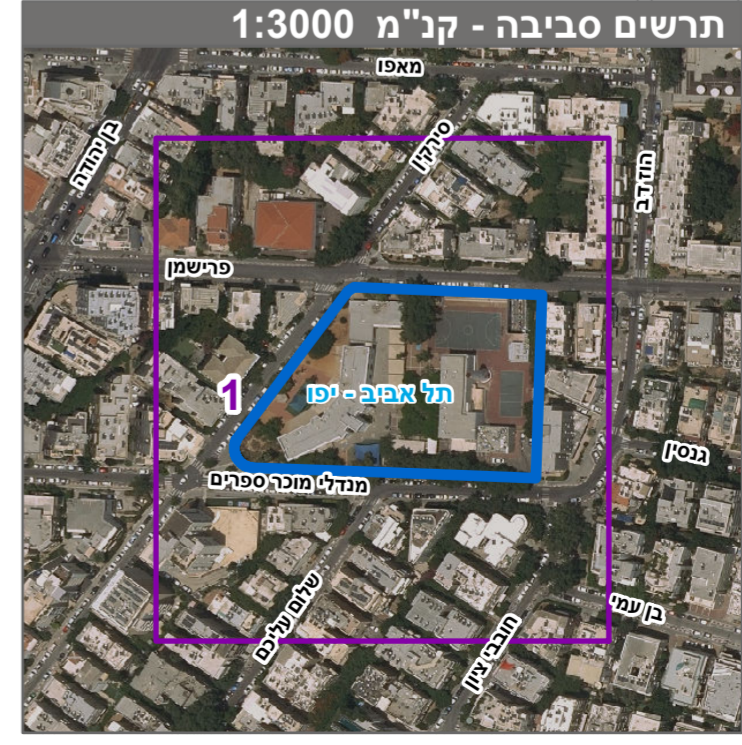 תרשים סביבה - קנ"מ 1:3000
מאפו
בן יהודה
סירקין
הוז דב
פרישמן
1
תל אביב - יפו
גנסין
מנדלי מוכר ספרים
שלום עליכם
חובבי ציון
בן עמי